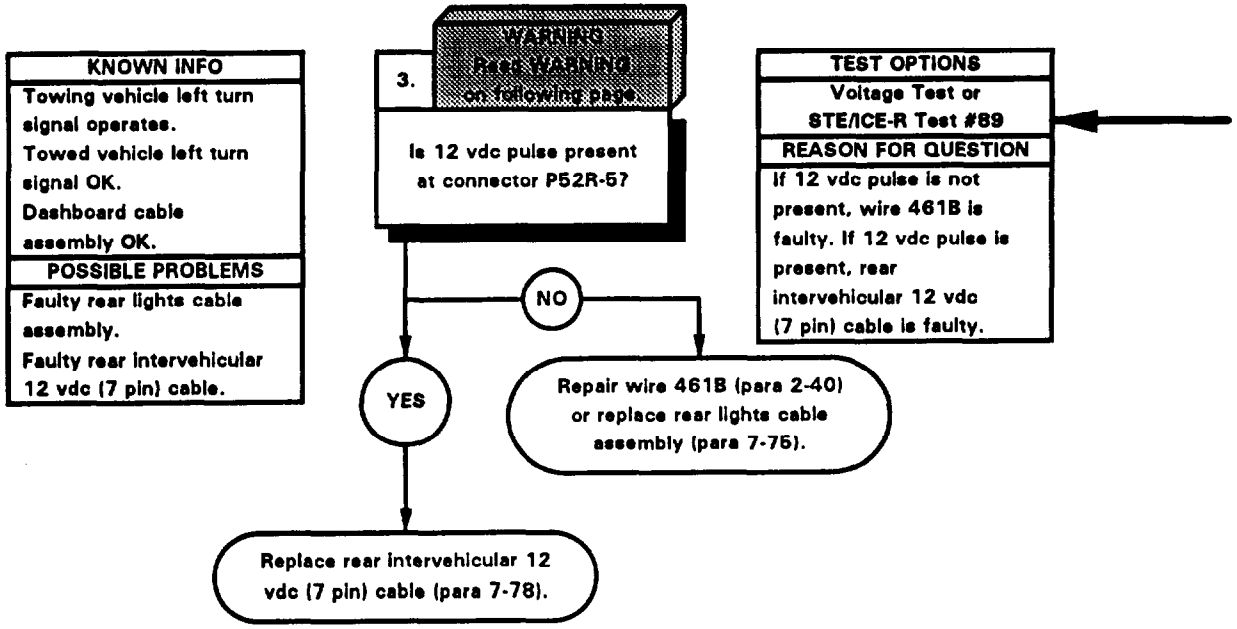 KNOWN INFO
Towing vehicle left turn
signal operates.
Towed vehicle left turn
signal OK.
Dashboard cable
assembly OK.
POSSIBLE PROBLEMS
Faulty rear lights cable
assembly.
Faulty rear intervehicular
12 vdc (7 pin) cable.
WARNING
Read WARNING
on following page
3.
Is 12 vdc pulse present
at connector P52R-5?
TEST OPTIONS
Voltage Test or
STE/ICE-R Test #89
REASON FOR QUESTION
If 12 vdc pulse is not
present, wire 461B is
faulty. If 12 vdc pulse is
present, rear
intervehicular 12 vdc
(7 pin) cable is faulty.
NO
YES
Repair wire 461B (para 2-40)
or replace rear lights cable
assembly (para 7-75).
Replace rear intervehicular 12
vdc (7 pin) cable (para 7-78).